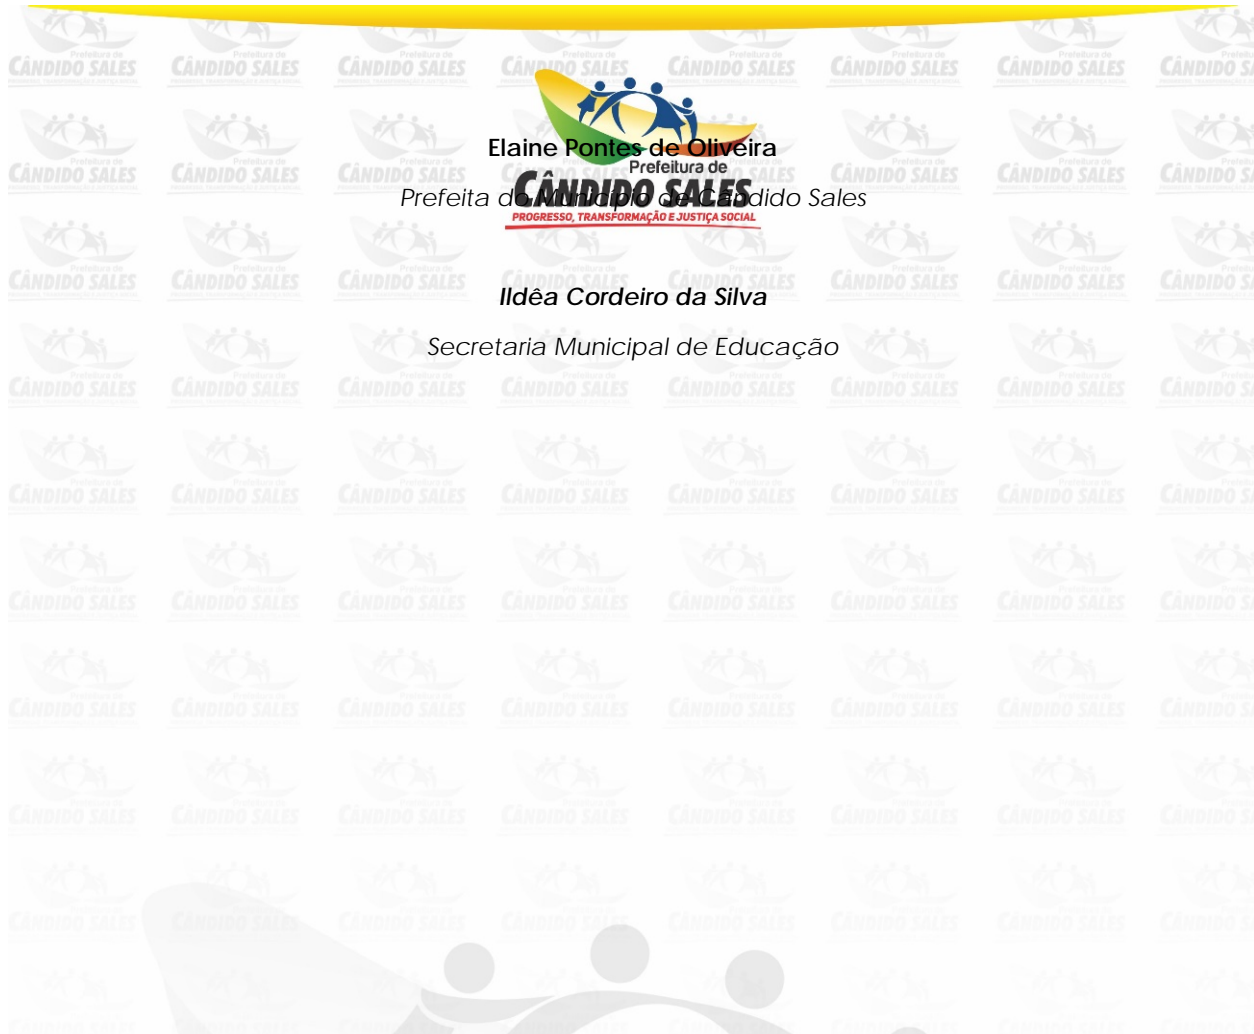 Elaine Pontes de Oliveira
Prefeitura de
CÂNDIDO SALES
Prefeita do Município de Cândido Sales
PROGRESSO, TRANSFORMAÇÃO E JUSTIÇA SOCIAL
Ildêa Cordeiro da Silva
Secretaria Municipal de Educação